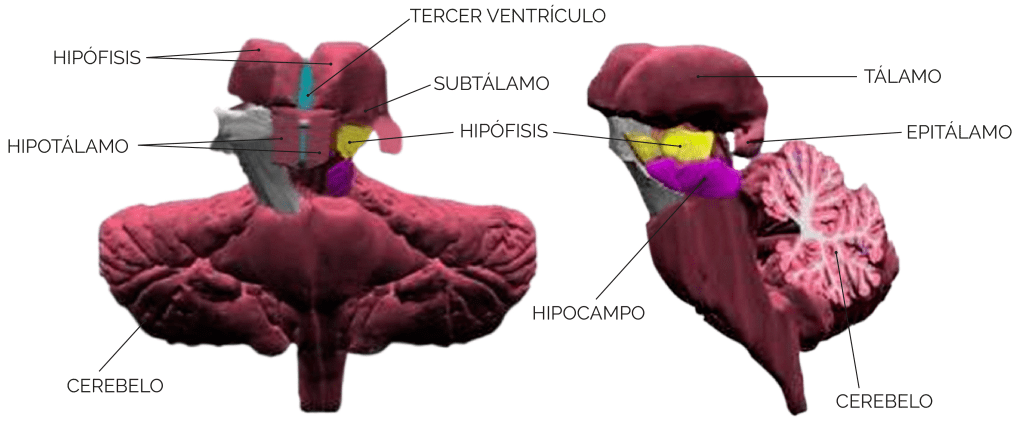 TERCER VENTRÍCULO
HIPÓFISIS
SUBTÁLAMO
TÁLAMO
HIPOTÁLAMO
HIPÓFISIS
EPITÁLAMO
HIPOCAMPO
CEREBELO
CEREBELO